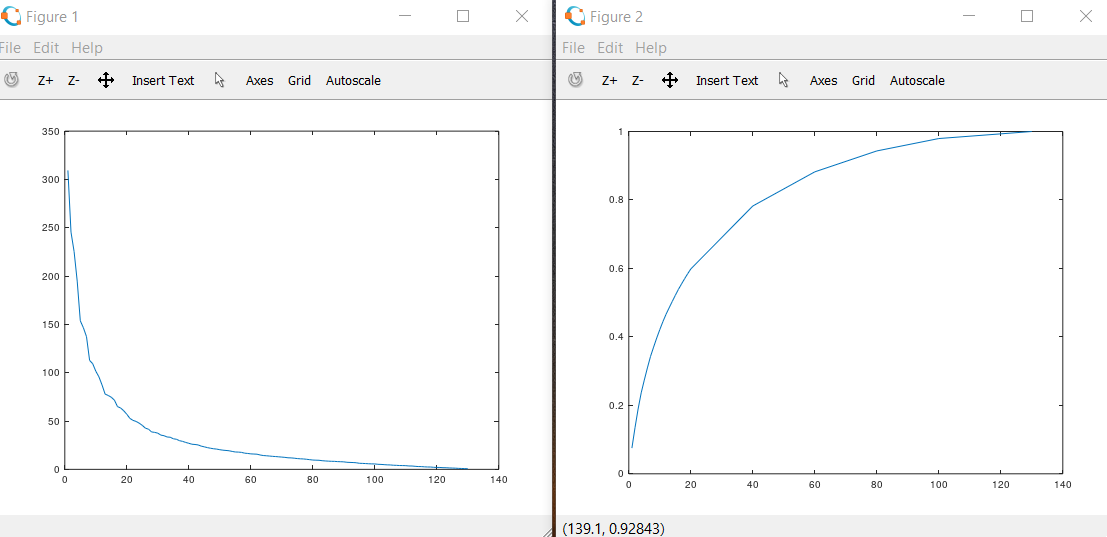 Figure 1
File Edit Help
Z+ Z- Insert Text Axes Grid Autoscale
350
300
250
200
150
100
50
0
0 20 40 60 80 100 120 140
Figure 2
File Edit Help
Z+ Z- Insert Text Axes Grid Autoscale
1
0.8
0.6
0.4
0.2
0
0 20 40 60 80 100 120 140
(139.1, 0.92843)